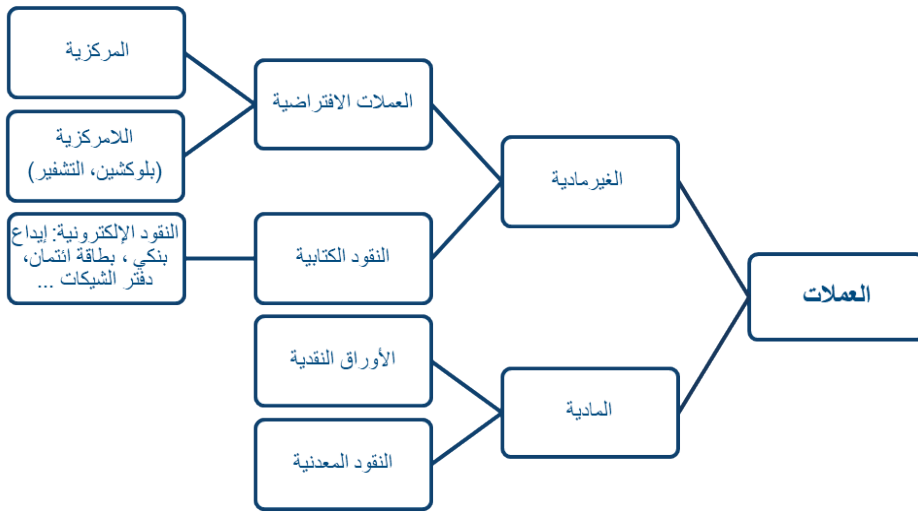 العملات
الغيرمادية
العملات الافتراضية
المركزية
اللامركزية
(بلوكشين، التشفير)
النقود الكتابية
النقود الإلكترونية: إيداع
بنكي ، بطاقة ائتمان،
دفتر الشيكات ...
المادية
الأوراق النقدية
النقود المعدنية